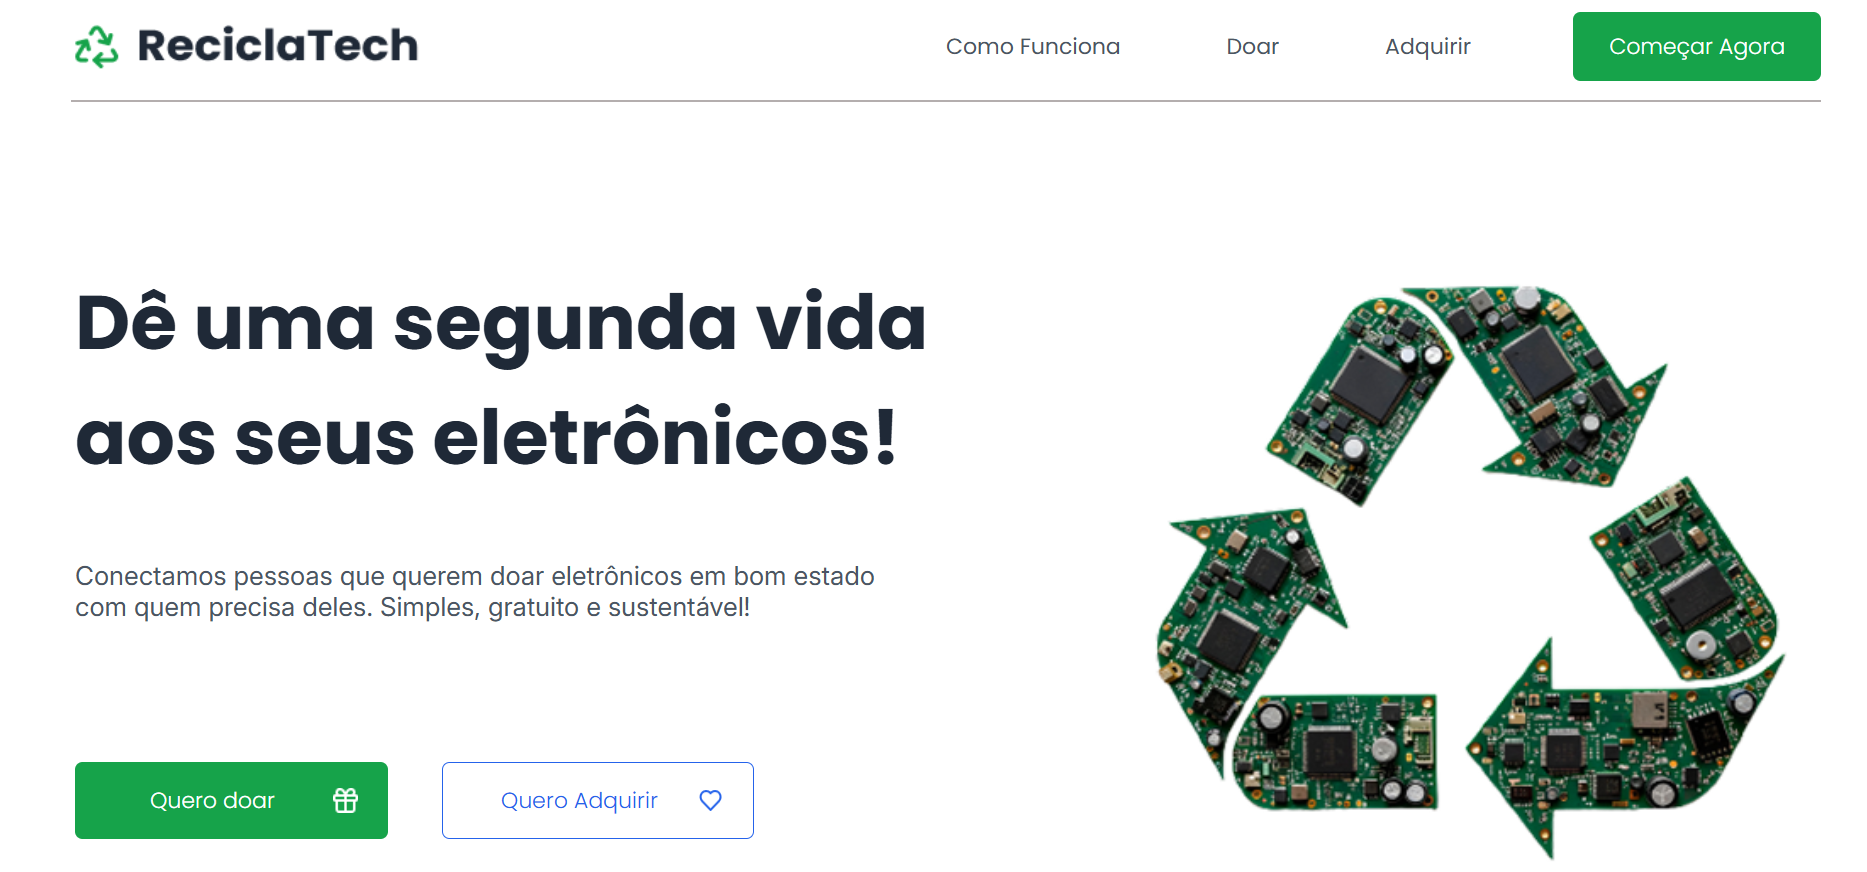 ReciclaTech
Como Funciona
Doar
Adquirir
Começar Agora
Dê uma segunda vida
aos seus eletrônicos!
Conectamos pessoas que querem doar eletrônicos em bom estado
com quem precisa deles. Simples, gratuito e sustentável!
Quero doar
Quero Adquirir